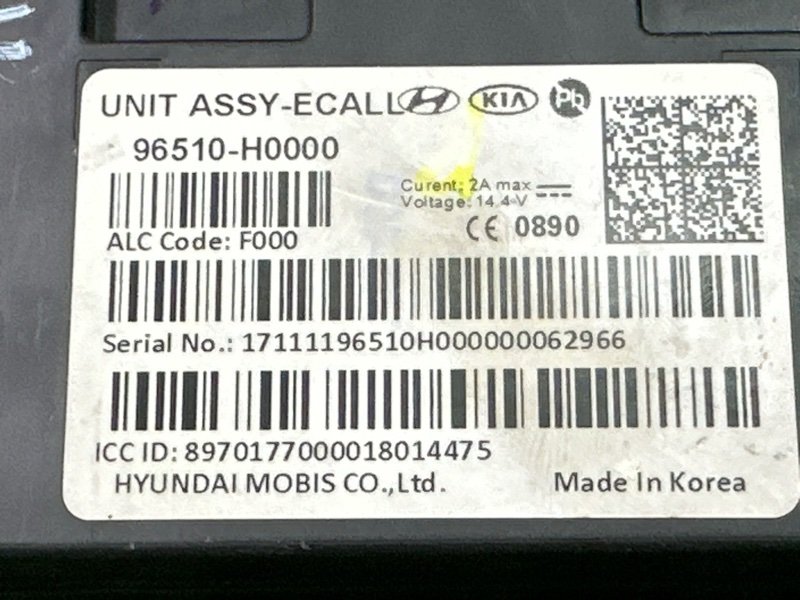 UNIT ASSY-ECALL KIA Pb
96510-H0000
Curent: 2A max
Voltage: 14.4 V
CE 0890
ALC Code: F000
Serial No.: 17111196510H000000062966
ICC ID: 8970177000018014475
HYUNDAI MOBIS CO.,Ltd. Made In Korea